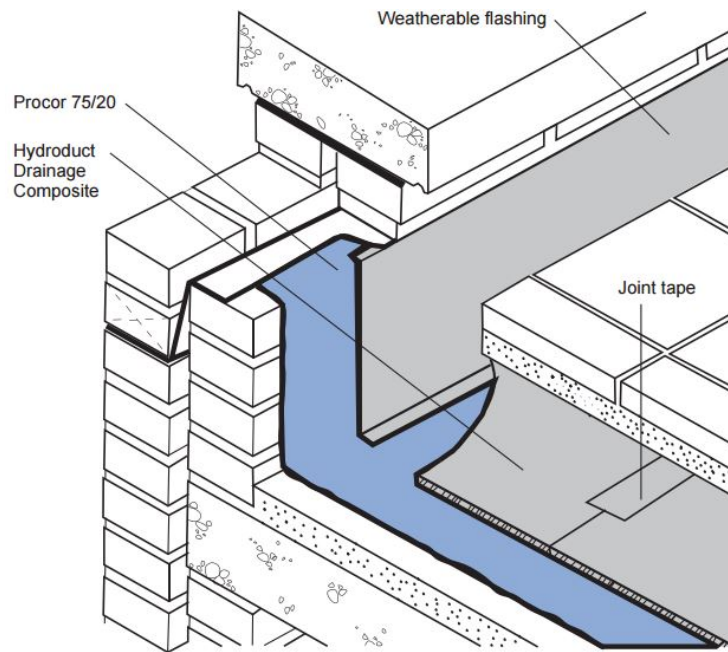 Weatherable flashing
Procor 75/20
Hydroduct
Drainage
Composite
Joint tape